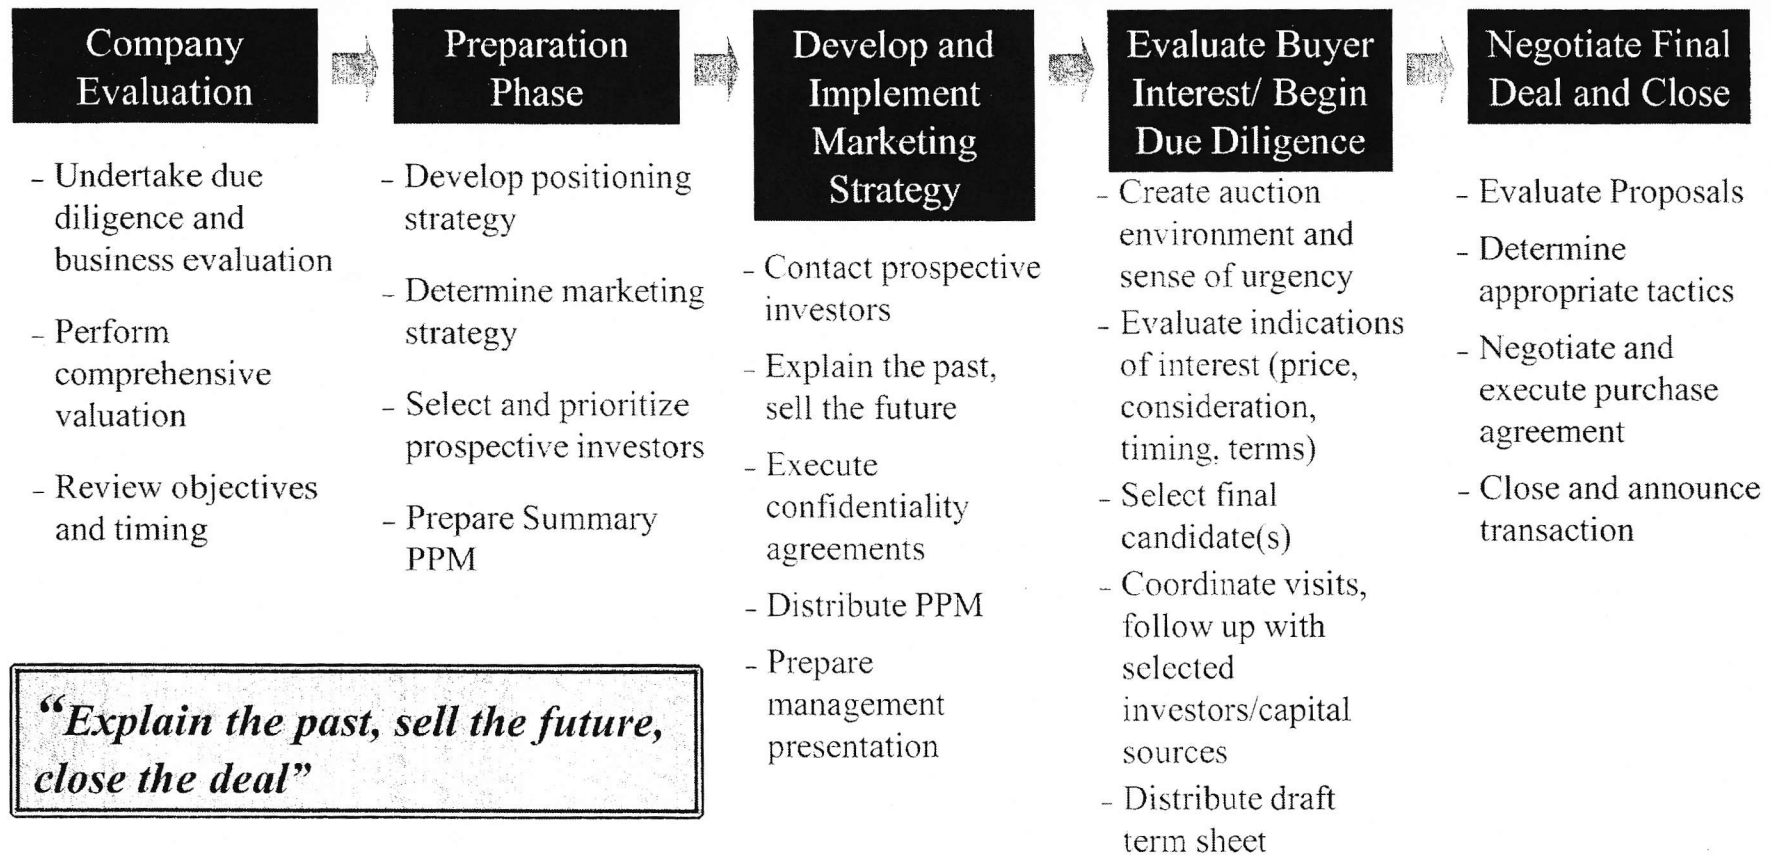 Company
Evaluation
– Undertake due
diligence and
business evaluation
– Perform
comprehensive
valuation
– Review objectives
and timing
Preparation
Phase
– Develop positioning
strategy
– Determine marketing
strategy
– Select and prioritize
prospective investors
– Prepare Summary
PPM
Develop and
Implement
Marketing
Strategy
– Contact prospective
investors
– Explain the past,
sell the future
– Execute
confidentiality
agreements
– Distribute PPM
– Prepare
management
presentation
Evaluate Buyer
Interest/ Begin
Due Diligence
– Create auction
environment and
sense of urgency
– Evaluate indications
of interest (price,
consideration,
timing, terms)
– Select final
candidate(s)
– Coordinate visits,
follow up with
selected
investors/capital
sources
– Distribute draft
term sheet
Negotiate Final
Deal and Close
– Evaluate Proposals
– Determine
appropriate tactics
– Negotiate and
execute purchase
agreement
– Close and announce
transaction
“Explain the past, sell the future,
close the deal”